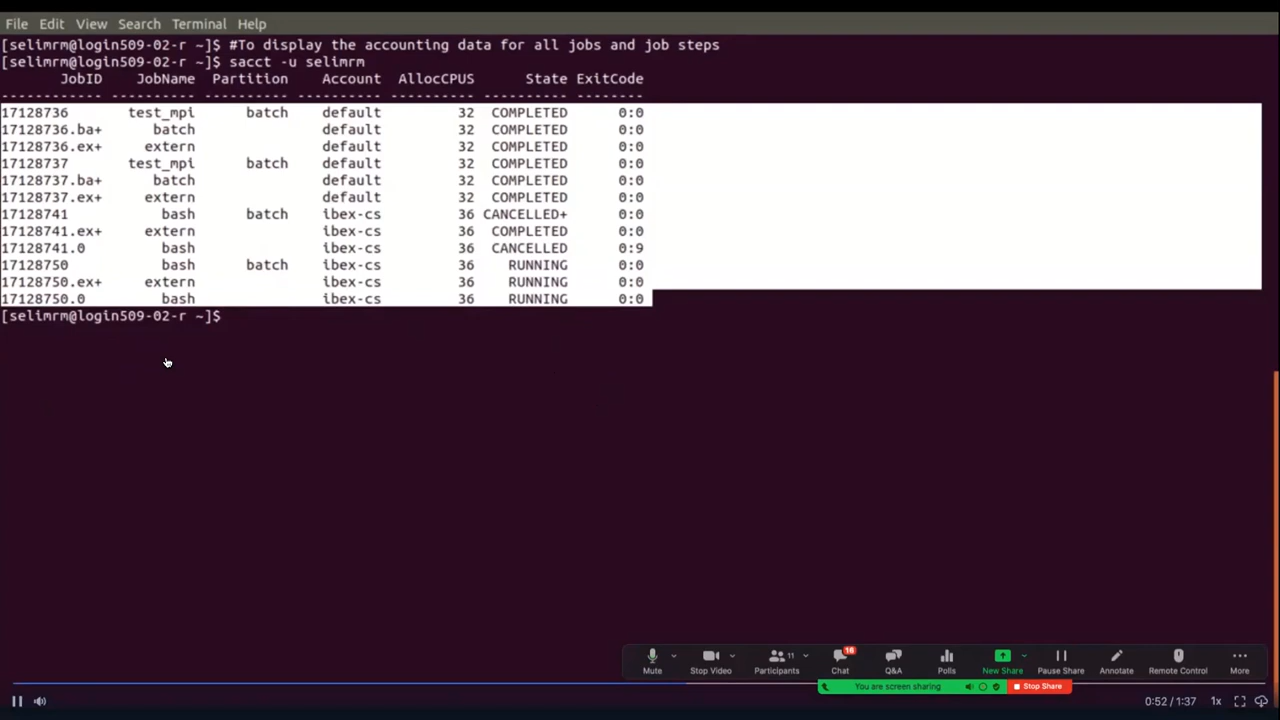 File Edit View Search Terminal Help
[selimrm@login509-02-r ~]$ #To display the accounting data for all jobs and job steps
[selimrm@login509-02-r ~]$ sacct -u selimrm
JobID JobName Partition Account AllocCPUS State ExitCode
------------ ---------- ---------- ---------- ---------- ---------- --------
17128736 test_mpi batch default 32 COMPLETED 0:0
17128736.ba+ batch default 32 COMPLETED 0:0
17128736.ex+ extern default 32 COMPLETED 0:0
17128737 test_mpi batch default 32 COMPLETED 0:0
17128737.ba+ batch default 32 COMPLETED 0:0
17128737.ex+ extern default 32 COMPLETED 0:0
17128741 bash batch ibex-cs 36 CANCELLED+ 0:0
17128741.ex+ extern ibex-cs 36 COMPLETED 0:0
17128741.0 bash ibex-cs 36 CANCELLED 0:9
17128750 bash batch ibex-cs 36 RUNNING 0:0
17128750.ex+ extern ibex-cs 36 RUNNING 0:0
17128750.0 bash ibex-cs 36 RUNNING 0:0
[selimrm@login509-02-r ~]$
11 16
Mute Stop Video Participants Chat Q&A Polls New Share Pause Share Annotate Remote Control More
You are screen sharing Stop Share
0:52 / 1:37 1x